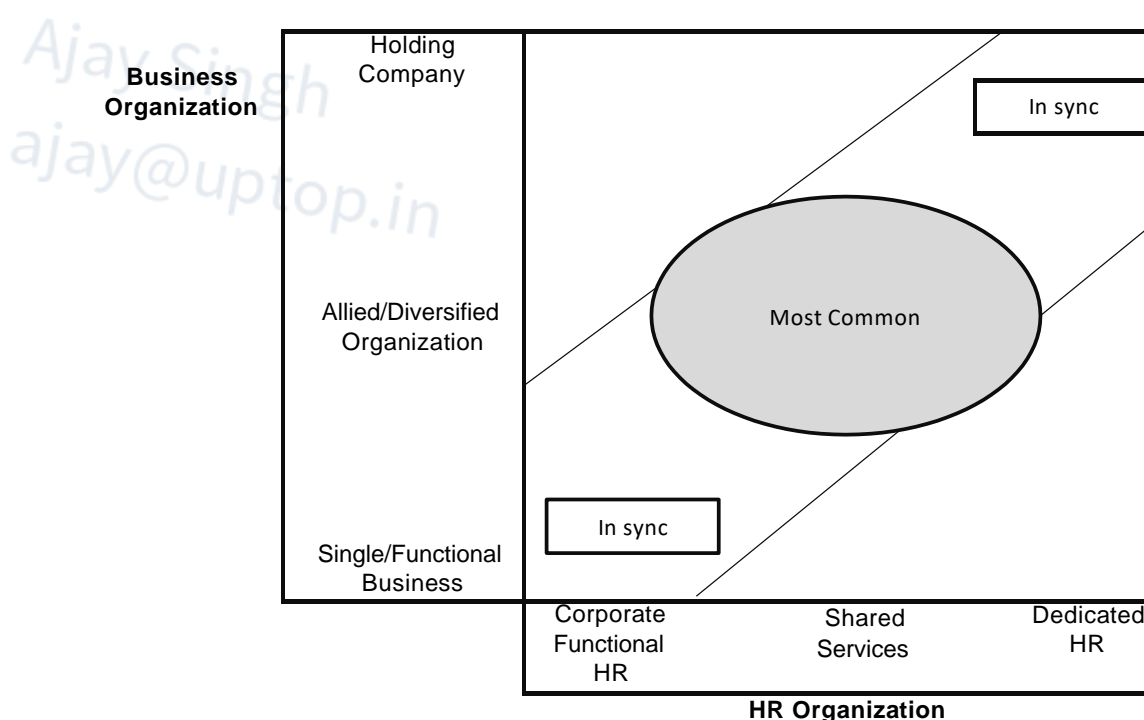 Ajay Singh
ajay@uptop.in
Business
Organization
Holding
Company
In sync
Allied/Diversified
Organization
Most Common
In sync
Single/Functional
Business
Corporate
Functional
HR
Shared
Services
Dedicated
HR
HR Organization